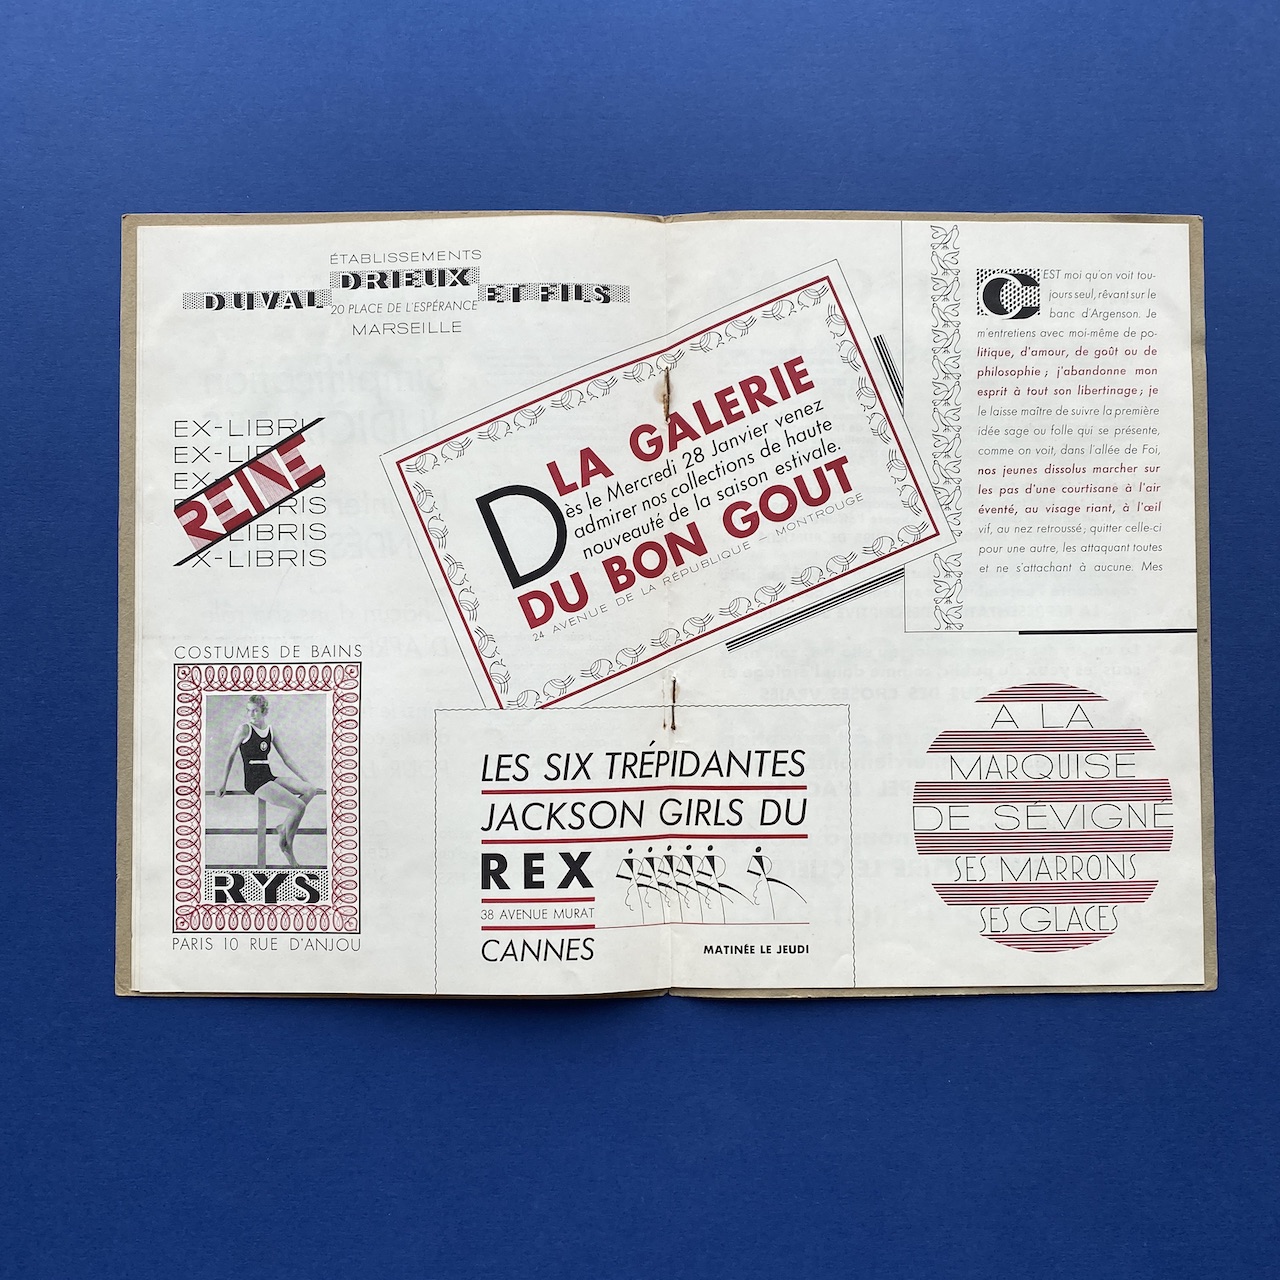 ÉTABLISSEMENTS
DUVAL DRIEUX ET FILS
20 PLACE DE L'ESPÉRANCE
MARSEILLE
EX-LIBRI
EX-LI
EX
REINE
RIS
LIBRIS
X-LIBRIS
COSTUMES DE BAINS
RYS
PARIS 10 RUE D'ANJOU
LA GALERIE
Dès le Mercredi 28 Janvier venez
admirer nos collections de haute
nouveauté de la saison estivale.
DU BON GOUT
24 AVENUE DE LA RÉPUBLIQUE - MONTROUGE
LES SIX TRÉPIDANTES
JACKSON GIRLS DU
REX
38 AVENUE MURAT
CANNES
MATINÉE LE JEUDI
C'EST moi qu'on voit tou-
jours seul, rêvant sur le
banc d'Argenson. Je
m'entretiens avec moi-même de po-
litique, d'amour, de goût ou de
philosophie ; j'abandonne mon
esprit à tout son libertinage ; je
le laisse maître de suivre la première
idée sage ou folle qui se présente,
comme on voit, dans l'allée de Foi,
nos jeunes dissolus marcher sur
les pas d'une courtisane à l'air
éventé, au visage riant, à l'œil
vif, au nez retroussé ; quitter celle-ci
pour une autre, les attaquant toutes
et ne s'attachant à aucune. Mes
A LA
MARQUISE
DE SÉVIGNÉ
SES MARRONS
SES GLACES